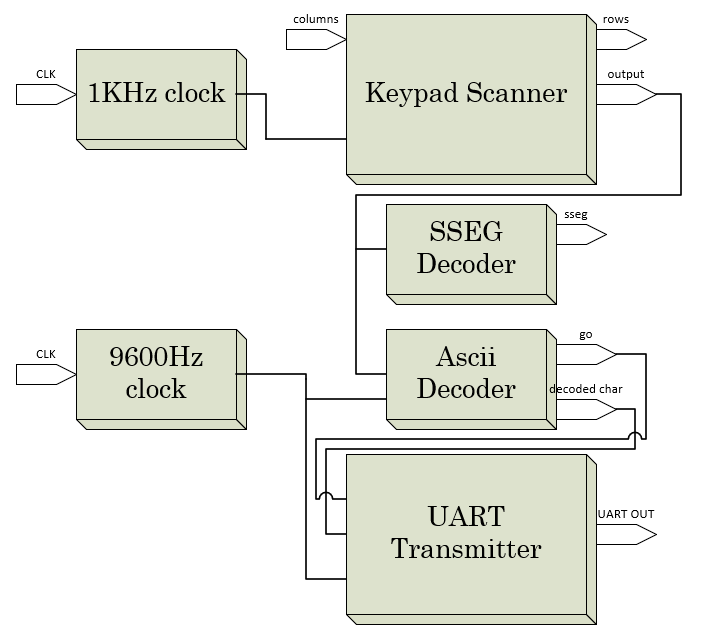 columns
rows
CLK
1KHz clock
Keypad Scanner
output
SSEG
Decoder
sseg
CLK
9600Hz
clock
Ascii
Decoder
go
decoded char
UART
Transmitter
UART OUT